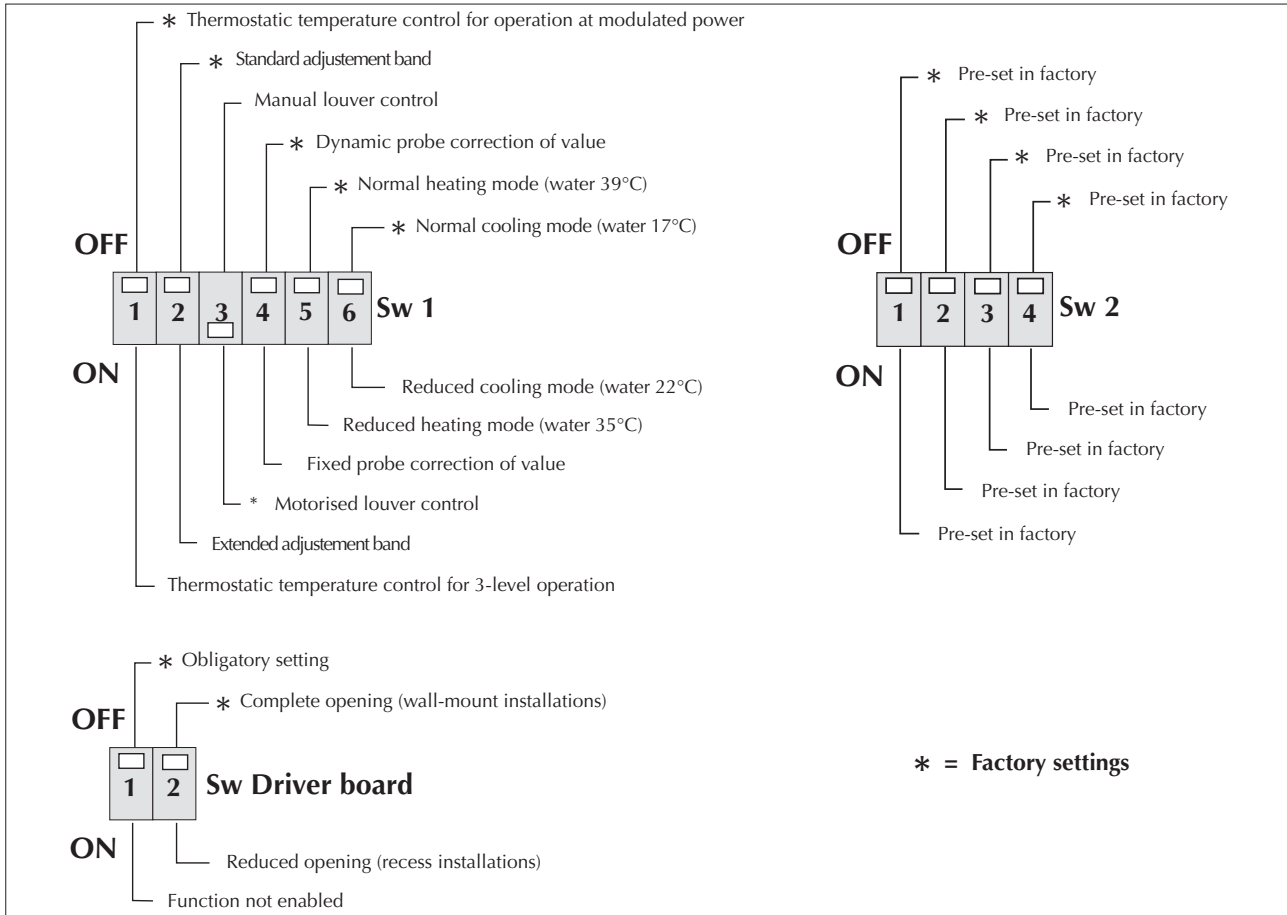 * Thermostatic temperature control for operation at modulated power
* Standard adjustement band
Manual louver control
* Dynamic probe correction of value
* Normal heating mode (water 39°C)
* Normal cooling mode (water 17°C)
OFF
1 2 3 4 5 6 Sw 1
ON
Reduced cooling mode (water 22°C)
Reduced heating mode (water 35°C)
Fixed probe correction of value
* Motorised louver control
Extended adjustement band
Thermostatic temperature control for 3-level operation
* Pre-set in factory
* Pre-set in factory
* Pre-set in factory
* Pre-set in factory
OFF
1 2 3 4 Sw 2
ON
Pre-set in factory
Pre-set in factory
Pre-set in factory
Pre-set in factory
* Obligatory setting
* Complete opening (wall-mount installations)
OFF
1 2 Sw Driver board
ON
Reduced opening (recess installations)
Function not enabled
* = Factory settings